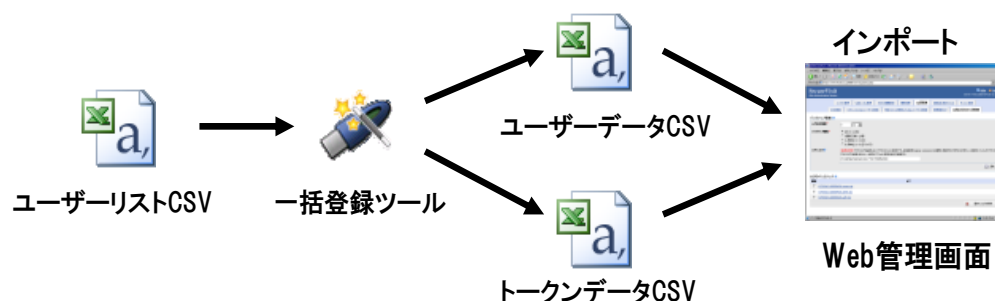 インポート
ユーザーデータCSV
ユーザーリストCSV
一括登録ツール
Web管理画面
トークンデータCSV